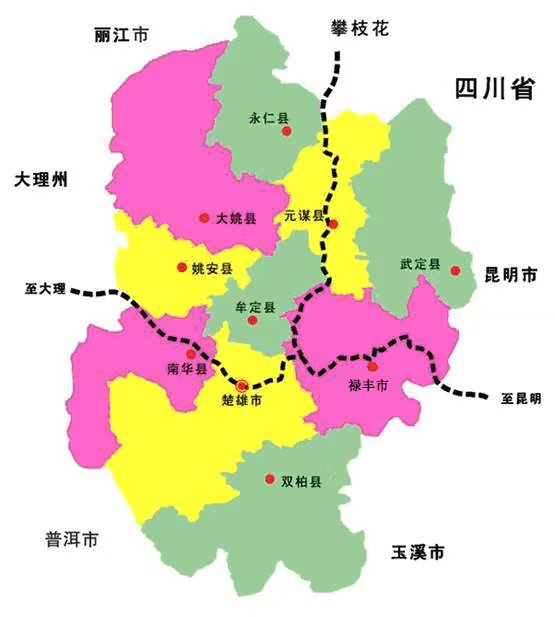 丽江市
攀枝花
四川省
永仁县
大理州
大姚县
元谋县
姚安县
武定县
昆明市
至大理
牟定县
南华县
禄丰市
楚雄市
至昆明
双柏县
普洱市
玉溪市